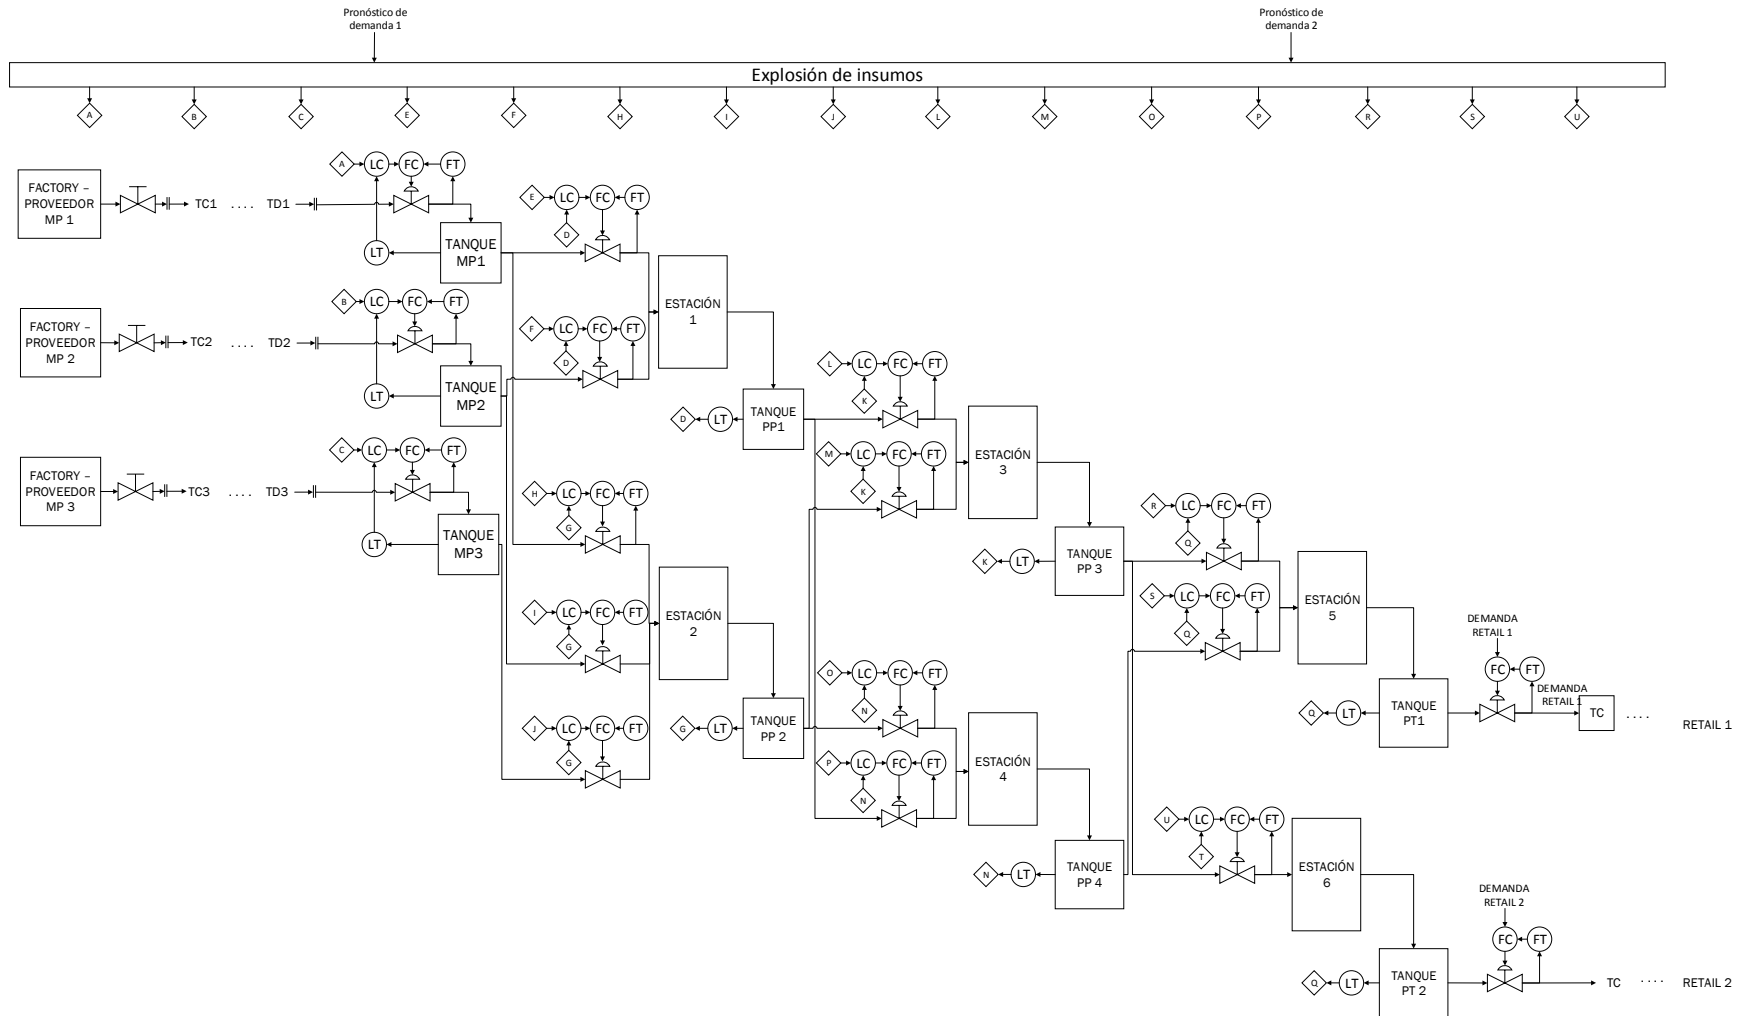 Pronóstico de
demanda 1
Pronóstico de
demanda 2
Explosión de insumos
A B C E F H I J L M O P R S U
A LC FC FT
FACTORY –
PROVEEDOR
MP 1
TC1 .... TD1
LT
TANQUE
MP1
E LC FC FT
D
B LC FC FT
FACTORY –
PROVEEDOR
MP 2
TC2 .... TD2
LT
TANQUE
MP2
F LC FC FT
D
ESTACIÓN
1
C LC FC FT
FACTORY –
PROVEEDOR
MP 3
TC3 .... TD3
LT
TANQUE
MP3
D LT
TANQUE
PP1
L LC FC FT
K
M LC FC FT
K
ESTACIÓN
3
H LC FC FT
G
I LC FC FT
G
J LC FC FT
G
ESTACIÓN
2
G LT
TANQUE
PP 2
K LT
TANQUE
PP 3
R LC FC FT
Q
S LC FC FT
Q
ESTACIÓN
5
O LC FC FT
N
P LC FC FT
N
ESTACIÓN
4
DEMANDA
RETAIL 1
FC FT
DEMANDA
RETAIL 1
Q LT
TANQUE
PT1
TC ....
RETAIL 1
N LT
TANQUE
PP 4
U LC FC FT
T
ESTACIÓN
6
DEMANDA
RETAIL 2
FC FT
Q LT
TANQUE
PT 2
TC .... RETAIL 2